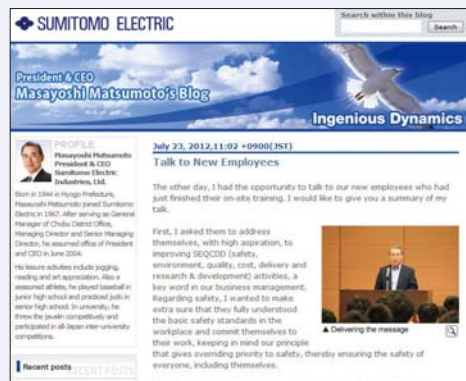 SUMITOMO ELECTRIC
Search within this blog
Search
President & CEO
Masayoshi Matsumoto's Blog
Ingenious Dynamics
PROFILE
Masayoshi Matsumoto
President & CEO
Sumitomo Electric
Industries, Ltd.
Born in 1944 in Hyogo Prefecture,
Masayoshi Matsumoto joined Sumitomo
Electric in 1967. After serving as General
Manager of Chubu District Office,
Managing Director and Senior Managing
Director, he assumed office of President
and CEO in June 2004.
His leisure activities include jogging,
reading and art appreciation. Also a
seasoned athlete, he played baseball in
junior high school and practiced judo in
senior high school. In university, he
threw the javelin competitively and
participated in all-Japan inter-university
competitions.
Recent posts
RECENT POSTS
July 23, 2012,11:02 +0900(JST)
Talk to New Employees
The other day, I had the opportunity to talk to our new employees who had
just finished their on-site training. I would like to give you a summary of my
talk.
First, I asked them to address
themselves, with high aspiration, to
improving SEQCDD (safety,
environment, quality, cost, delivery and
research & development) activities, a
key word in our business management.
Regarding safety, I wanted to make
extra sure that they fully understood
the basic safety standards in the
workplace and commit themselves to
their work, keeping in mind our principle
that gives overriding priority to safety, thereby ensuring the safety of
everyone, including themselves.
▲ Delivering the message